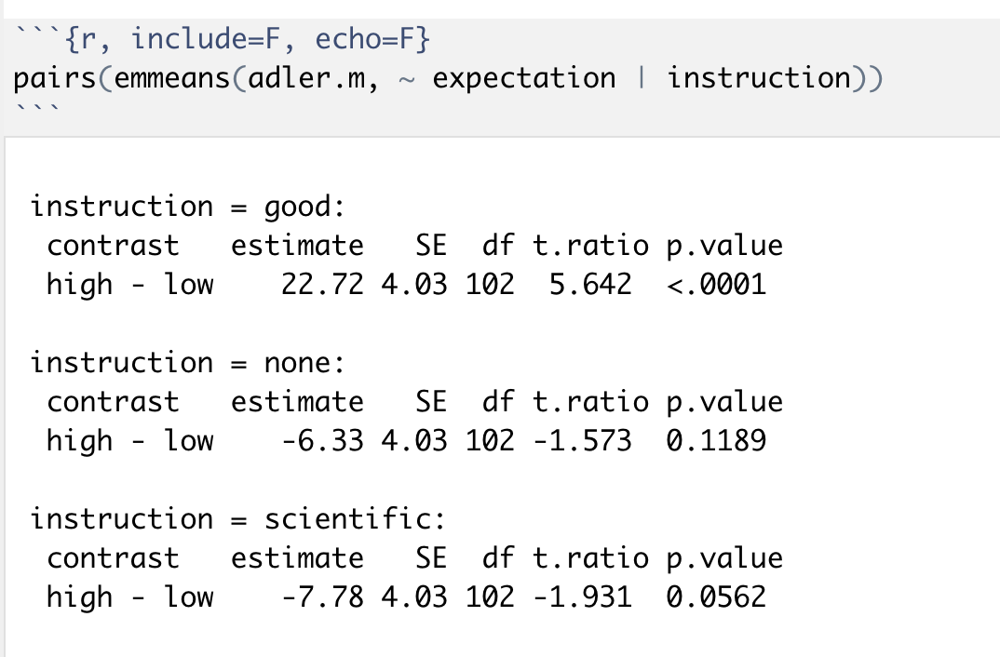 ```{r, include=F, echo=F}
pairs(emmeans(adler.m, ~ expectation | instruction))
```
instruction = good:
contrast   estimate   SE  df t.ratio p.value
high - low    22.72 4.03 102   5.642  <.0001
instruction = none:
contrast   estimate   SE  df t.ratio p.value
high - low    -6.33 4.03 102  -1.573  0.1189
instruction = scientific:
contrast   estimate   SE  df t.ratio p.value
high - low    -7.78 4.03 102  -1.931  0.0562